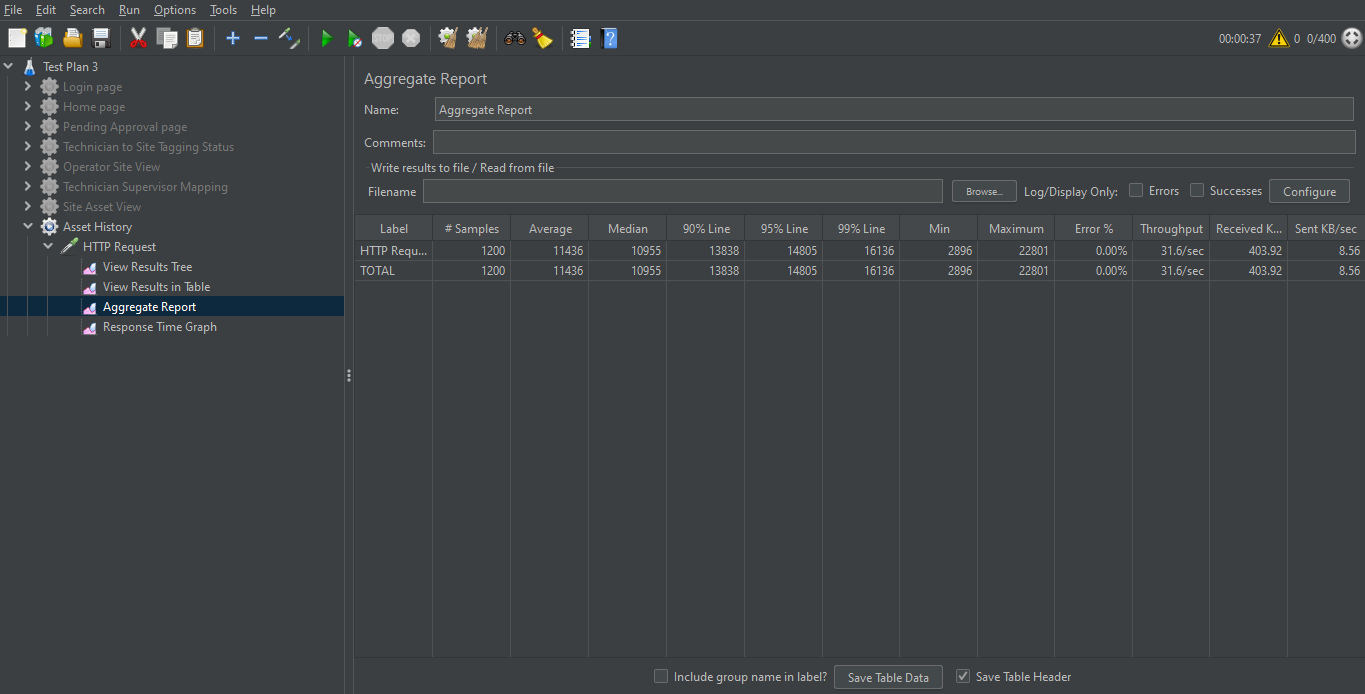 File Edit Search Run Options Tools Help
STOP 00:00:37 0 0/400
Test Plan 3
Login page
Home page
Pending Approval page
Technician to Site Tagging Status
Operator Site View
Technician Supervisor Mapping
Site Asset View
Asset History
HTTP Request
View Results Tree
View Results in Table
Aggregate Report
Response Time Graph
Aggregate Report
Name: Aggregate Report
Comments:
Write results to file / Read from file
Filename Browse... Log/Display Only: Errors Successes Configure
Label # Samples Average Median 90% Line 95% Line 99% Line Min Maximum Error % Throughput Received K... Sent KB/sec
HTTP Requ... 1200 11436 10955 13838 14805 16136 2896 22801 0.00% 31.6/sec 403.92 8.56
TOTAL 1200 11436 10955 13838 14805 16136 2896 22801 0.00% 31.6/sec 403.92 8.56
Include group name in label? Save Table Data Save Table Header